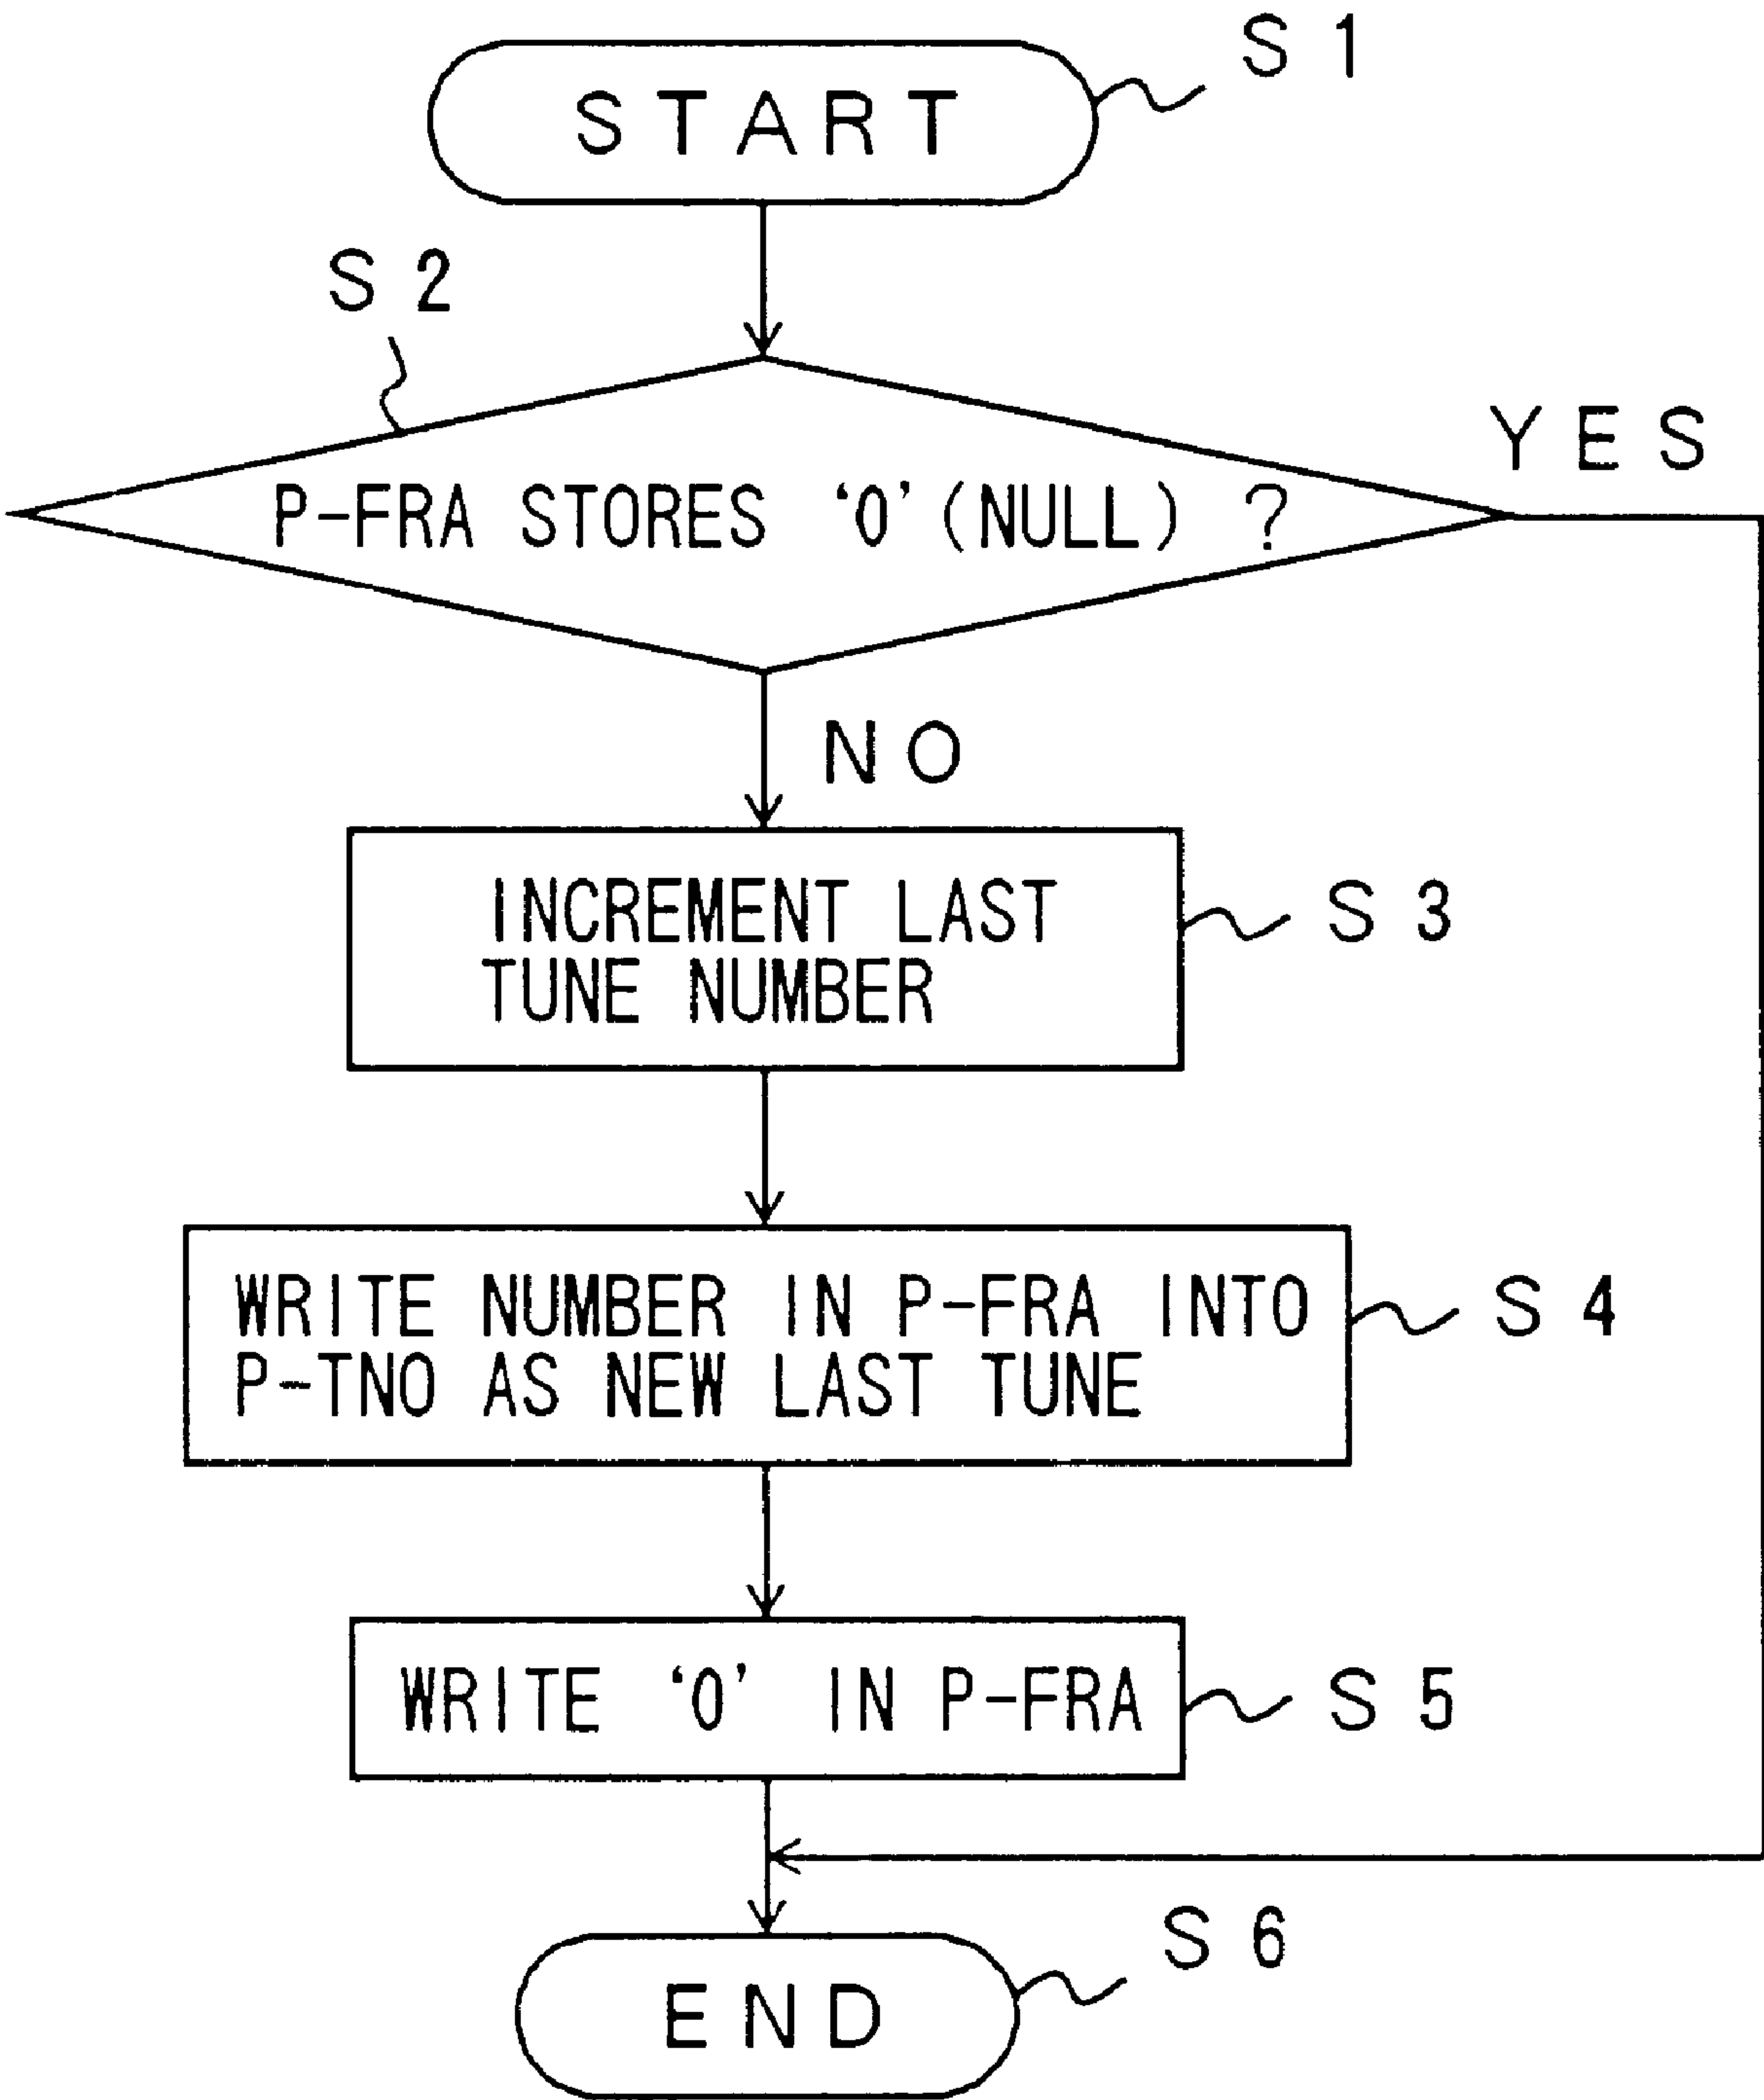 START
S1
S2
P-FRA STORES ‘0’ (NULL) ?
YES
NO
INCREMENT LAST
TUNE NUMBER
S3
WRITE NUMBER IN P-FRA INTO
P-TNO AS NEW LAST TUNE
S4
WRITE ‘0’ IN P-FRA
S5
S6
END